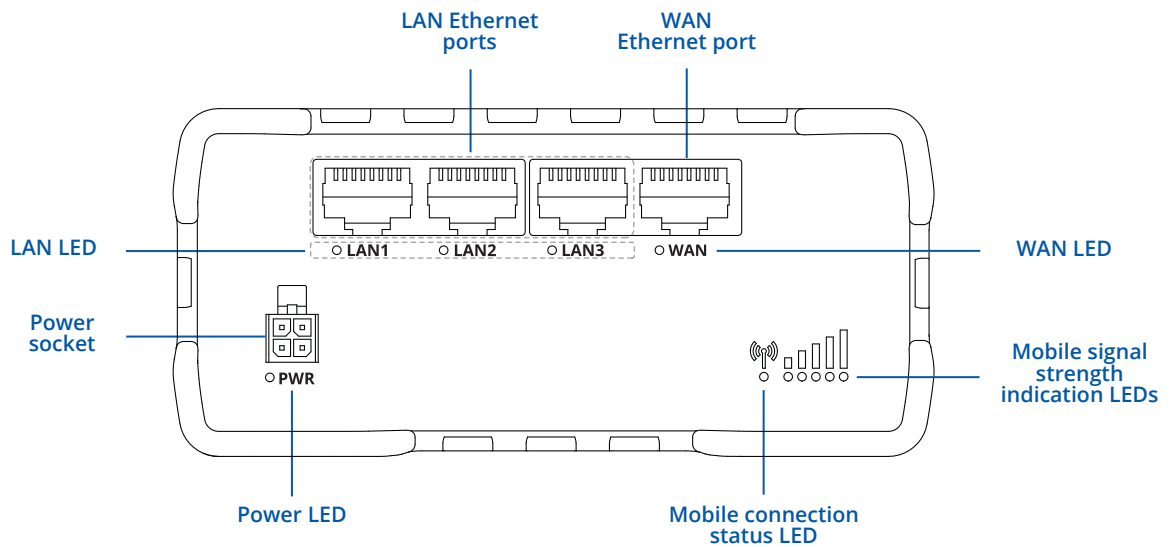 LAN Ethernet
ports
WAN
Ethernet port
LAN LED
LAN1
LAN2
LAN3
WAN
WAN LED
Power
socket
PWR
Mobile signal
strength
indication LEDs
Power LED
Mobile connection
status LED